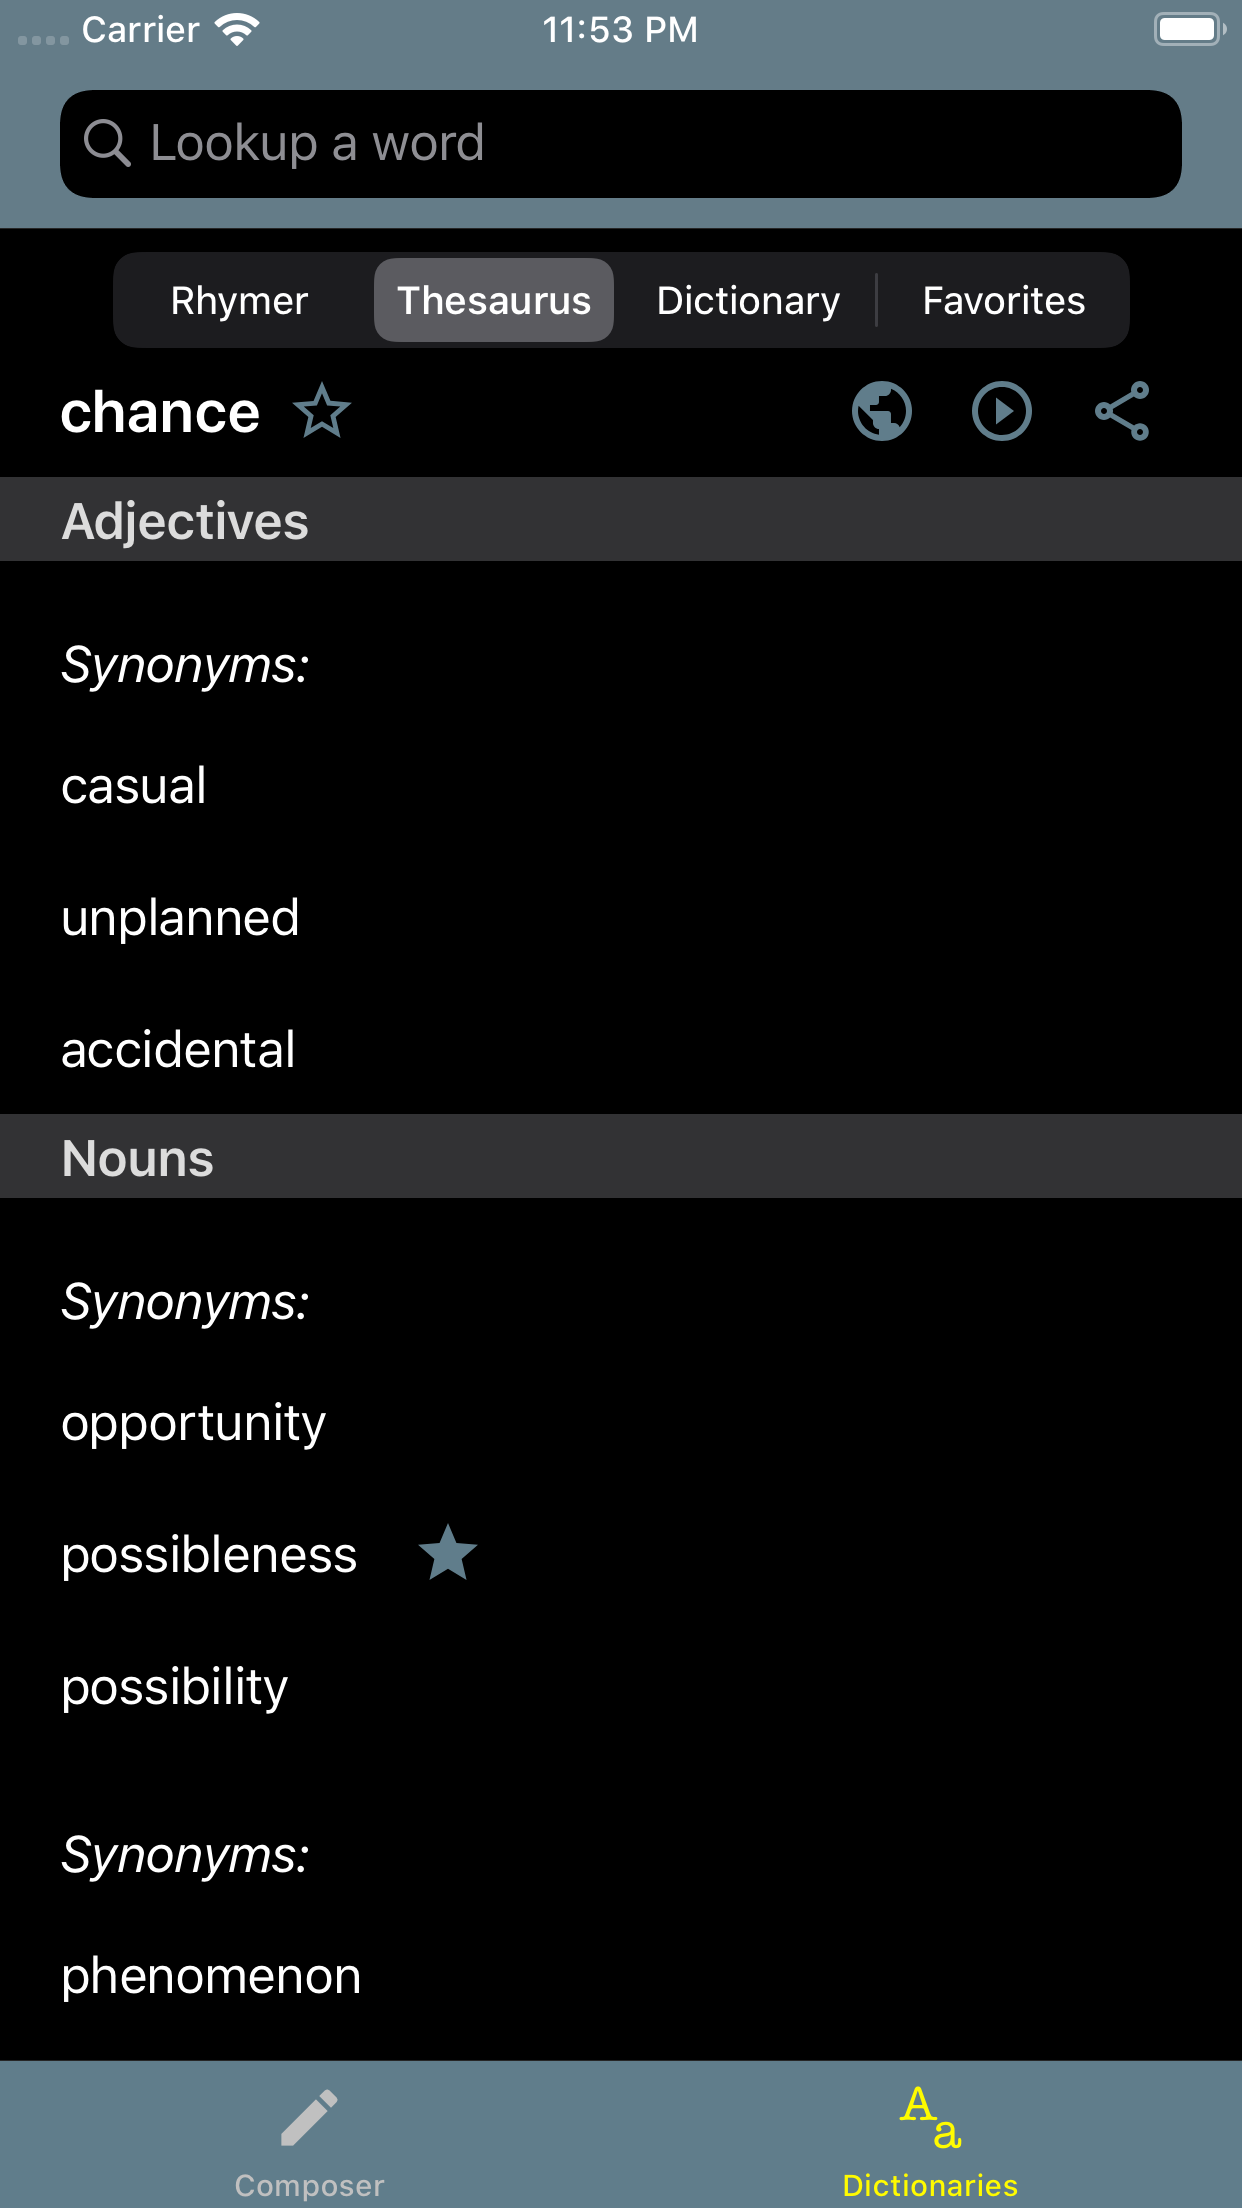 Carrier 11:53 PM
Lookup a word
Rhymer Thesaurus Dictionary Favorites
chance
Adjectives
Synonyms:
casual
unplanned
accidental
Nouns
Synonyms:
opportunity
possibleness
possibility
Synonyms:
phenomenon
Aa
Composer Dictionaries